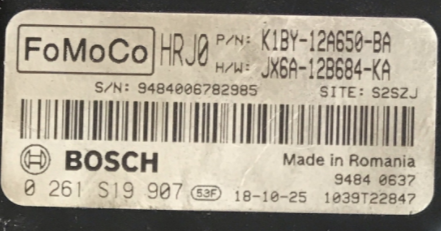 FoMoCo HRJ0 P/N: K1BY-12A650-BA
H/W: JX6A-12B684-KA
S/N: 9484006782985 SITE: S2SZJ
BOSCH Made in Romania
9484 0637
0 261 S19 907 53F 18-10-25 1039T22847